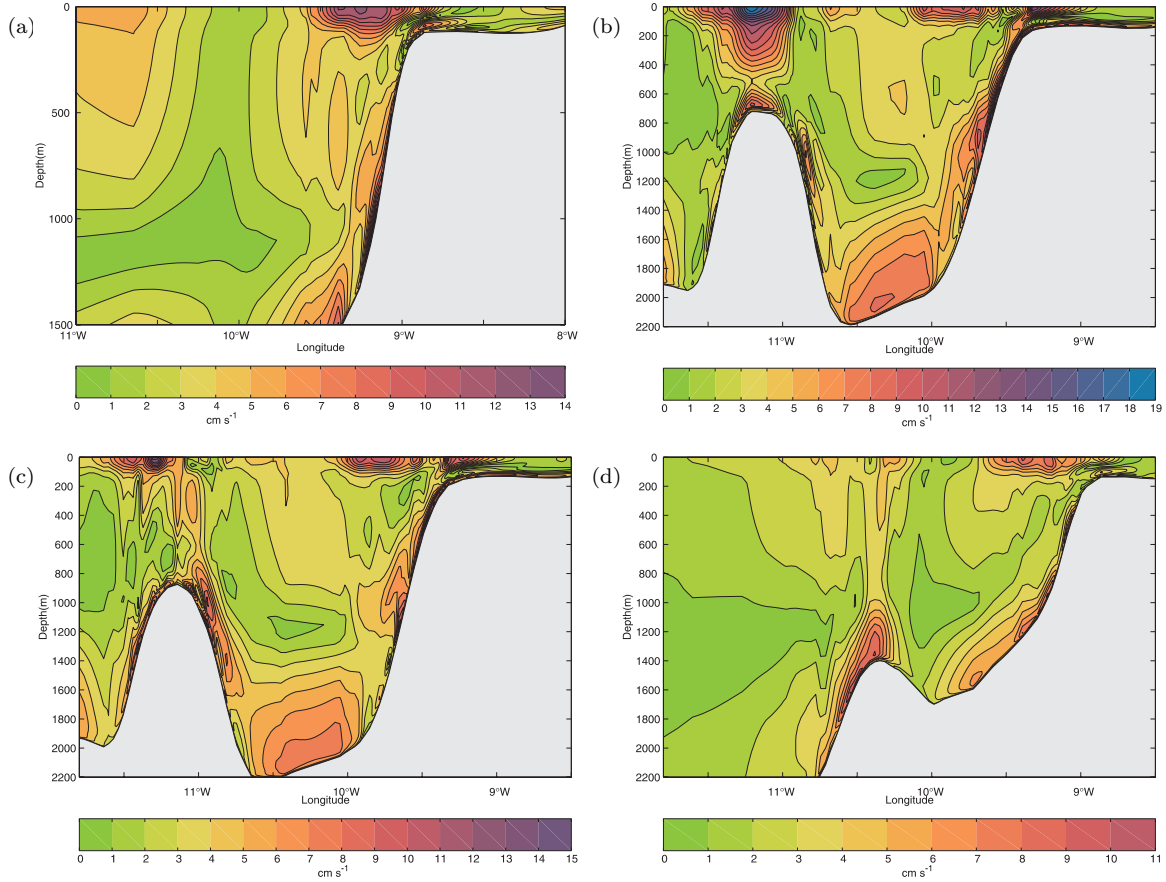 (a)
0
500
1000
1500
Depth(m)
11°W 10°W 9°W 8°W
Longitude
0 1 2 3 4 5 6 7 8 9 10 11 12 13 14
cm s⁻¹
(b)
0
200
400
600
800
1000
1200
1400
1600
1800
2000
2200
Depth(m)
11°W 10°W 9°W
Longitude
0 1 2 3 4 5 6 7 8 9 10 11 12 13 14 15 16 17 18 19
cm s⁻¹
(c)
0
200
400
600
800
1000
1200
1400
1600
1800
2000
2200
Depth(m)
11°W 10°W 9°W
Longitude
0 1 2 3 4 5 6 7 8 9 10 11 12 13 14 15
cm s⁻¹
(d)
0
200
400
600
800
1000
1200
1400
1600
1800
2000
2200
Depth(m)
11°W 10°W 9°W
Longitude
0 1 2 3 4 5 6 7 8 9 10 11
cm s⁻¹